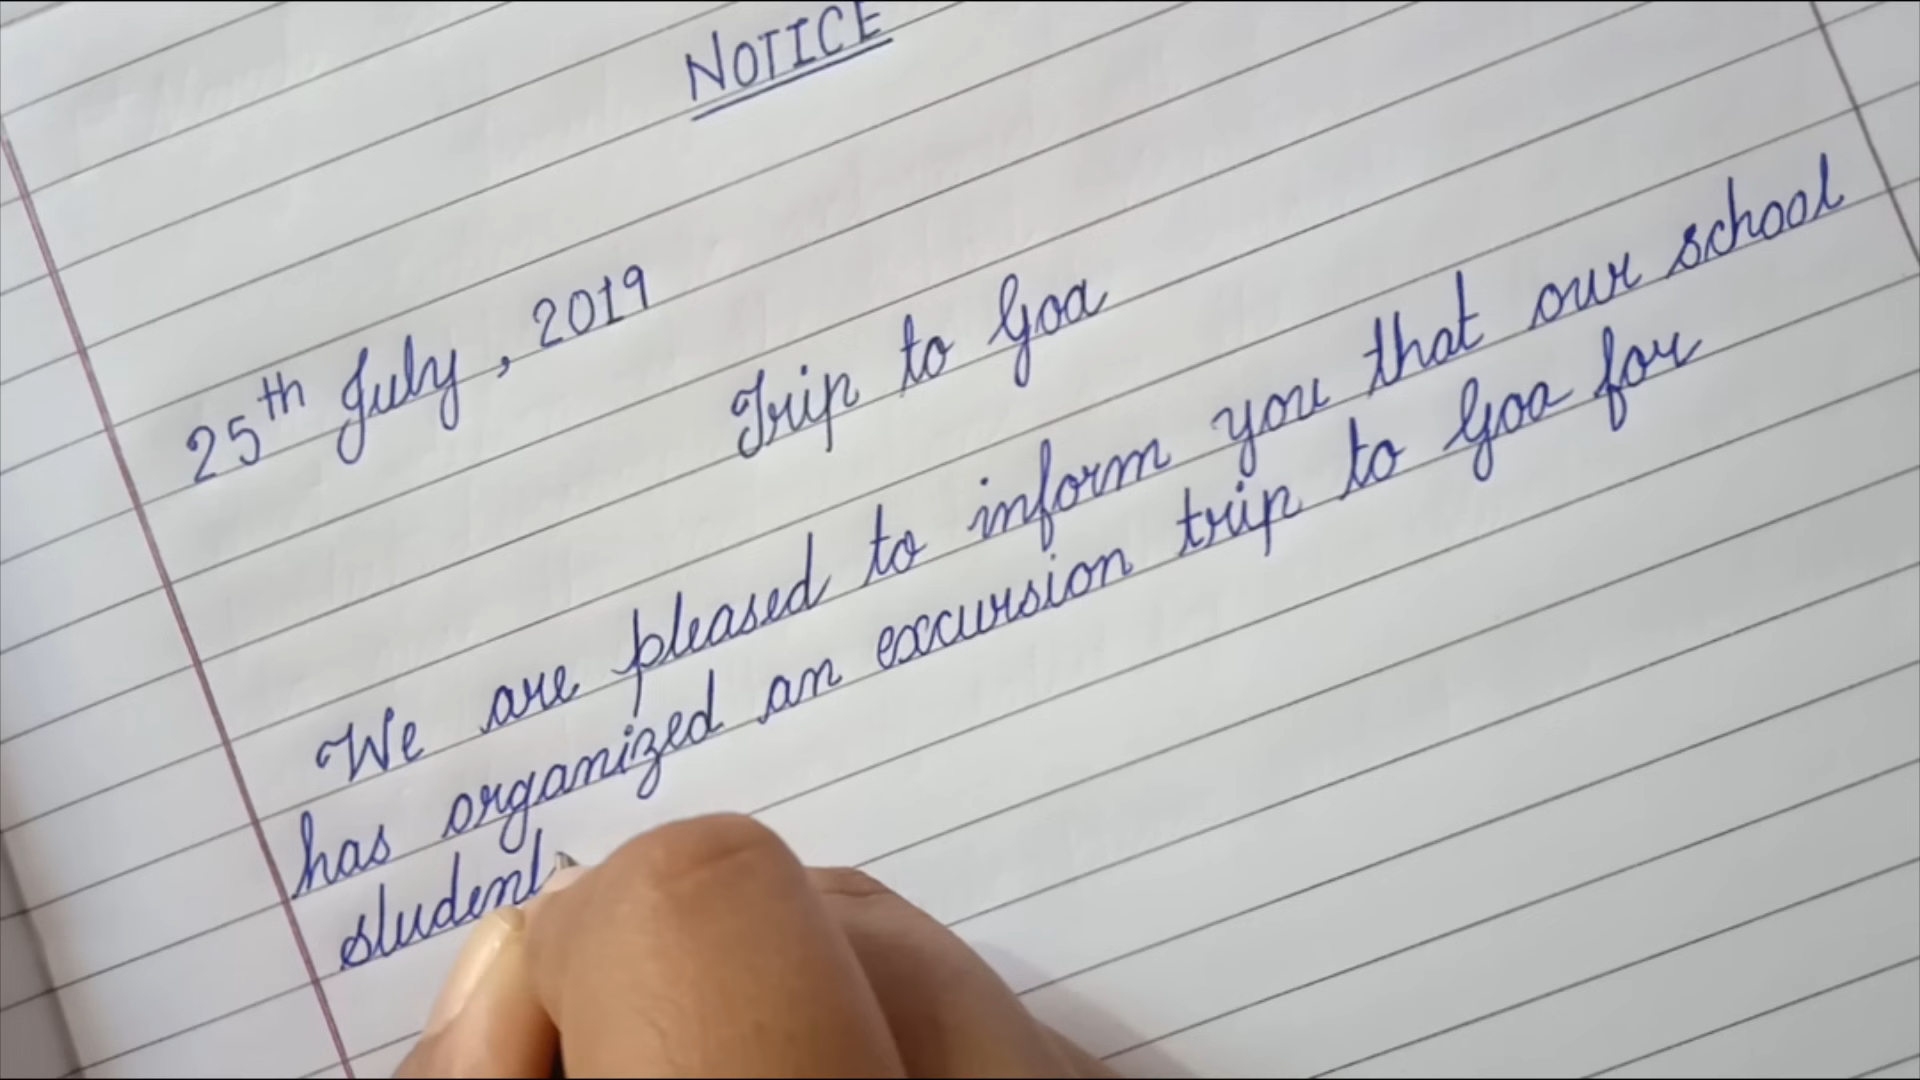 NOTICE
25th July, 2019
Trip to Goa
We are pleased to inform you that our school
has organized an excursion trip to Goa for
student